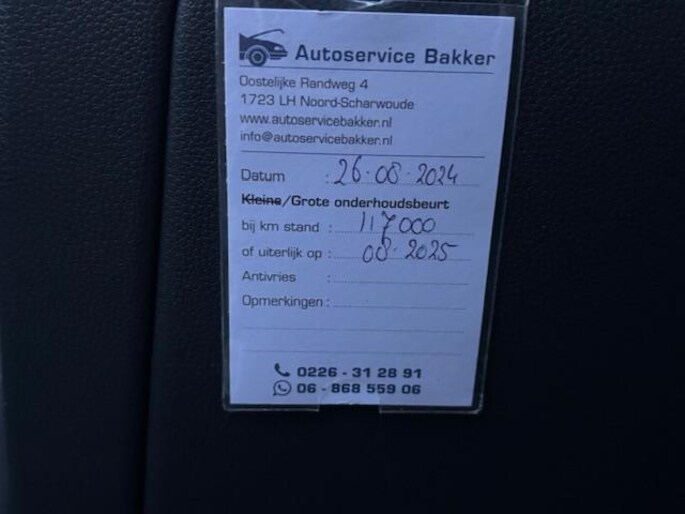 Autoservice Bakker
Oostelijke Randweg 4
1723 LH Noord-Scharwoude
www.autoservicebakker.nl
info@autoservicebakker.nl
Datum : 26-08-2024
Kleine/Grote onderhoudsbeurt
bij km stand : 117000
of uiterlijk op : 08-2025
Antivries :
Opmerkingen :
0226 - 31 28 91
06 - 868 559 06